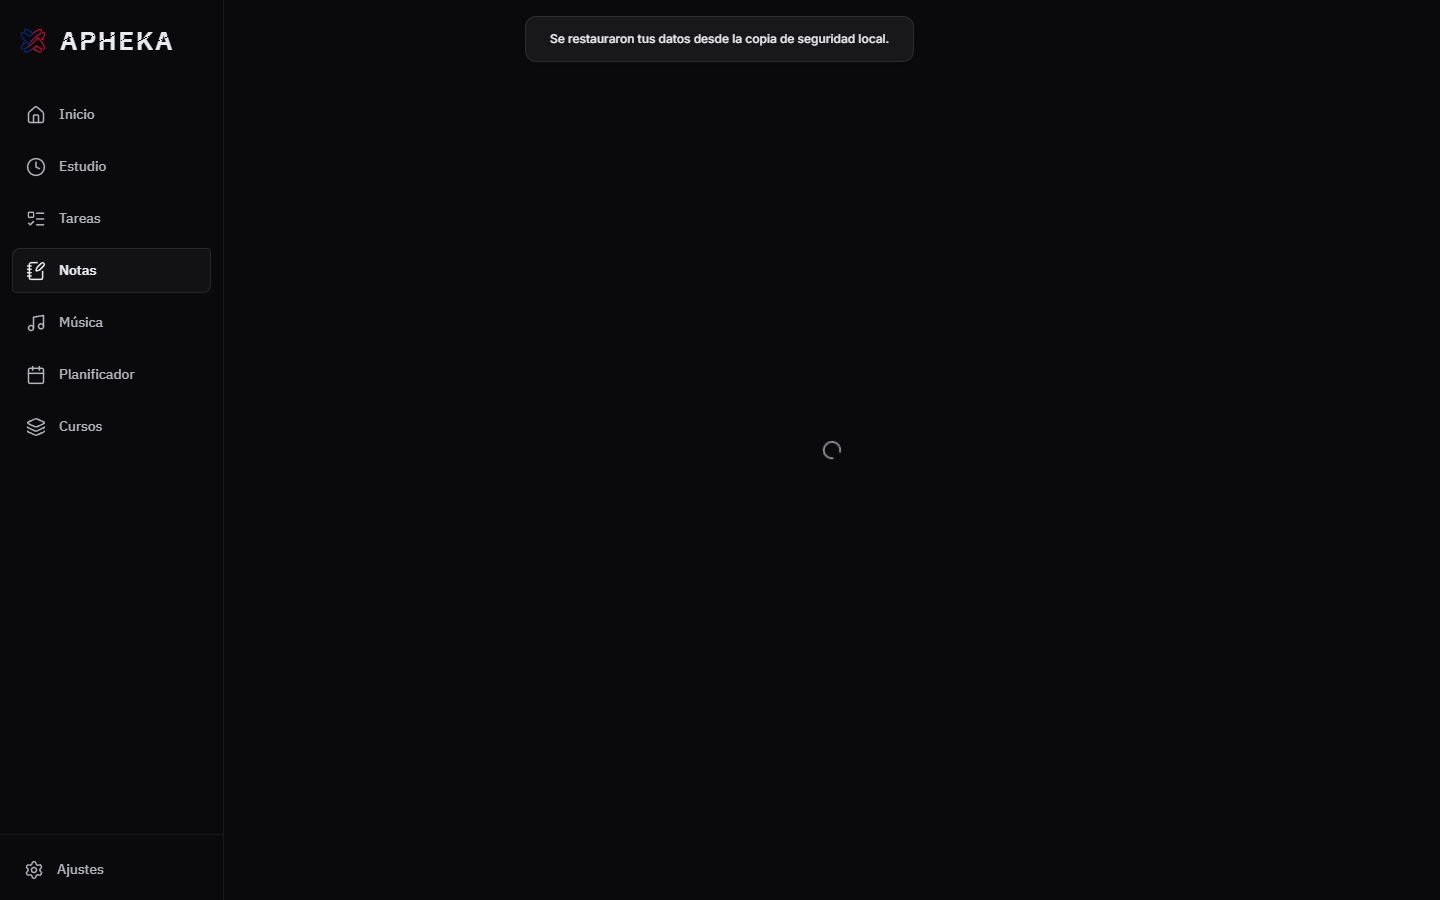 APHEKA
Se restauraron tus datos desde la copia de seguridad local.
Inicio
Estudio
Tareas
Notas
Música
Planificador
Cursos
Ajustes